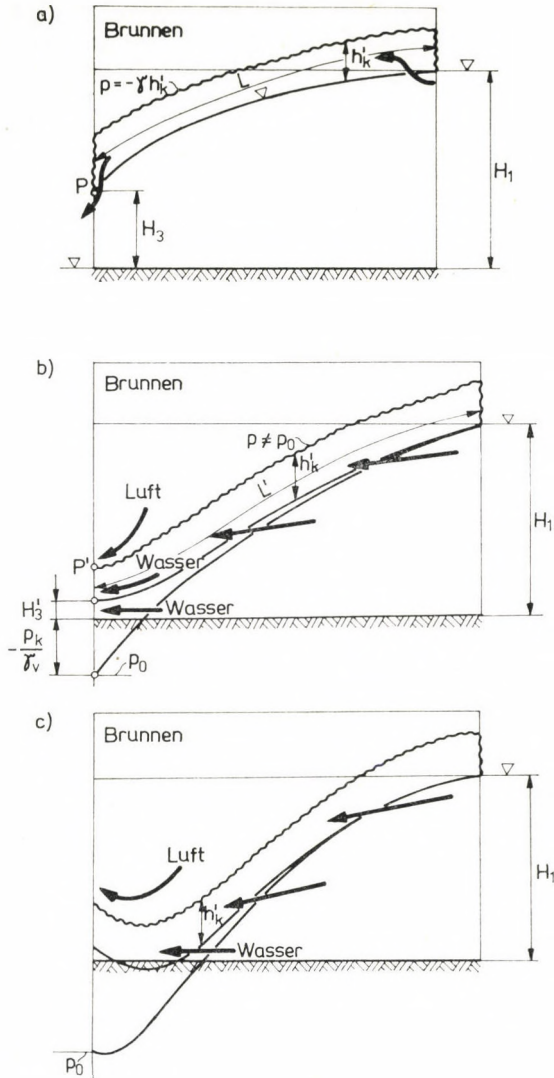 a)
Brunnen
p=-γh'k
L
h'k
P
H3
H1
b)
Brunnen
p≠p0
h'k
L'
Luft
P'
Wasser
H'3
Wasser
H1
-pk/γv
p0
c)
Brunnen
Luft
h'k
Wasser
H1
p0